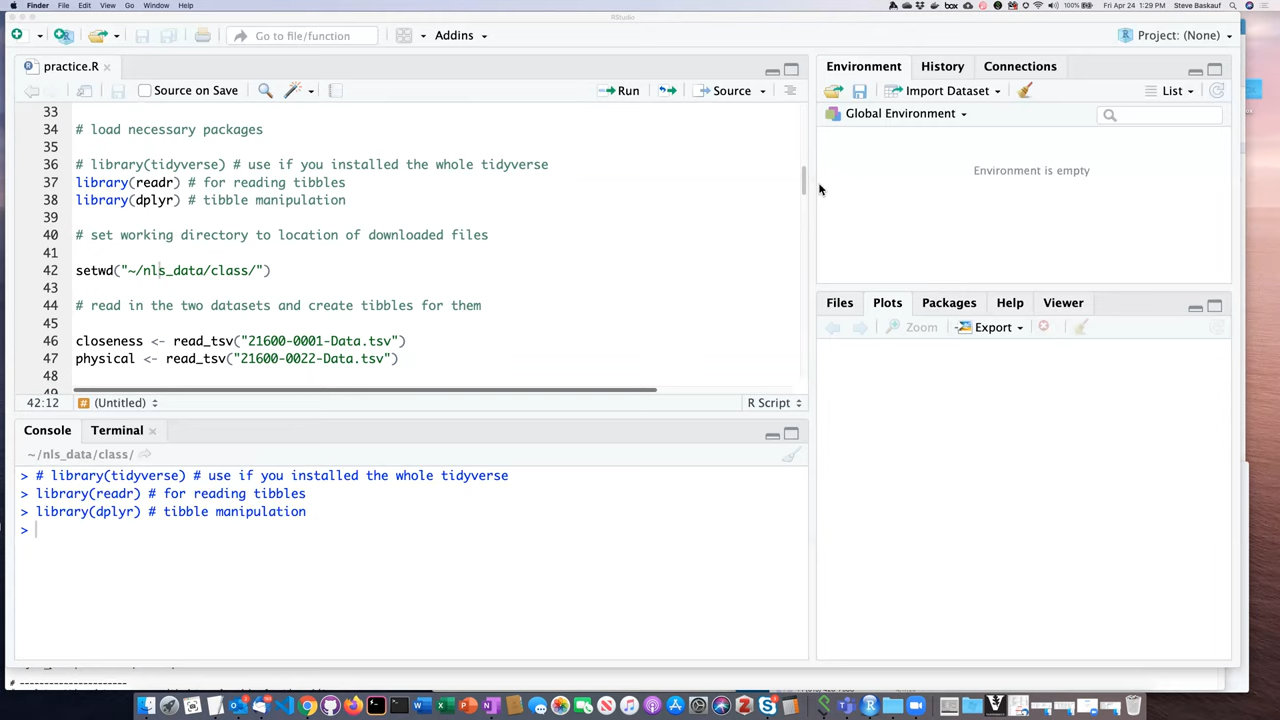 Finder File Edit View Go Window Help 100% Fri Apr 24 1:29 PM Steve Baskauf
RStudio
Go to file/function Addins Project: (None)
practice.R
Source on Save Run Source
33
34 # load necessary packages
35
36 # library(tidyverse) # use if you installed the whole tidyverse
37 library(readr) # for reading tibbles
38 library(dplyr) # tibble manipulation
39
40 # set working directory to location of downloaded files
41
42 setwd("~/nls_data/class/")
43
44 # read in the two datasets and create tibbles for them
45
46 closeness <- read_tsv("21600-0001-Data.tsv")
47 physical <- read_tsv("21600-0022-Data.tsv")
48
49
42:12 (Untitled) R Script
Console Terminal
~/nls_data/class/
> # library(tidyverse) # use if you installed the whole tidyverse
> library(readr) # for reading tibbles
> library(dplyr) # tibble manipulation
>
Environment History Connections
Import Dataset List
Global Environment
Environment is empty
Files Plots Packages Help Viewer
Zoom Export
# ----------------------